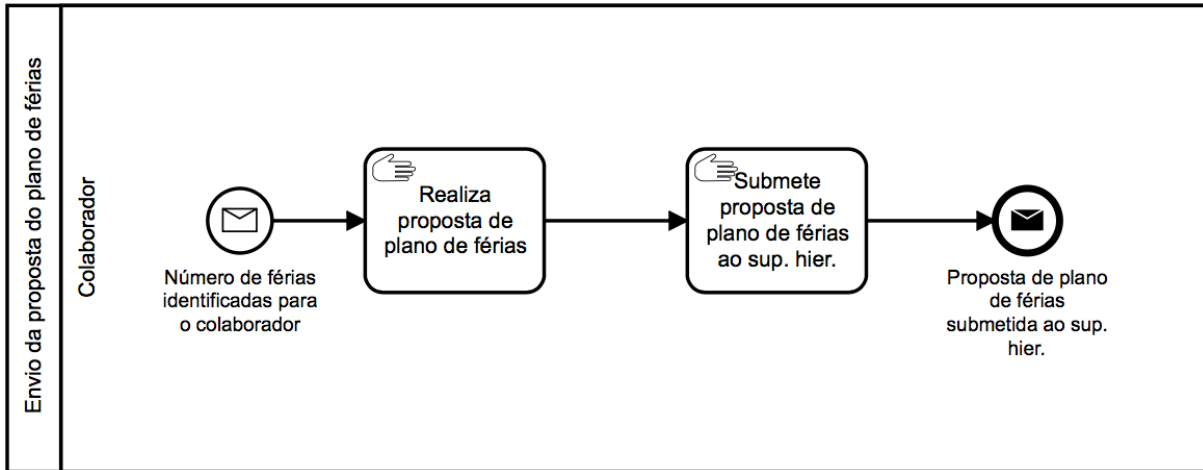 Envio da proposta do plano de férias
Colaborador
Número de férias
identificadas para
o colaborador
Realiza
proposta de
plano de férias
Submete
proposta de
plano de férias
ao sup. hier.
Proposta de plano
de férias
submetida ao sup.
hier.